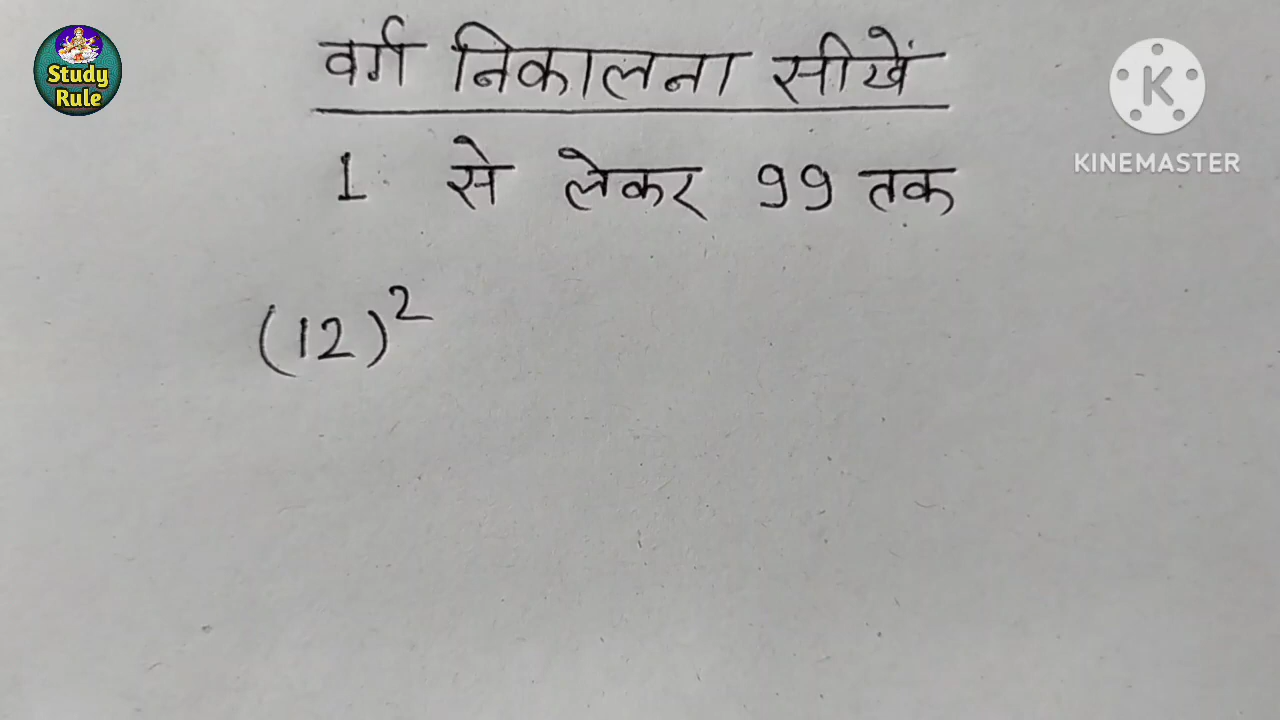 Study
Rule
वर्ग निकालना सीखें
K
KINEMASTER
1 से लेकर 99 तक
(12)²